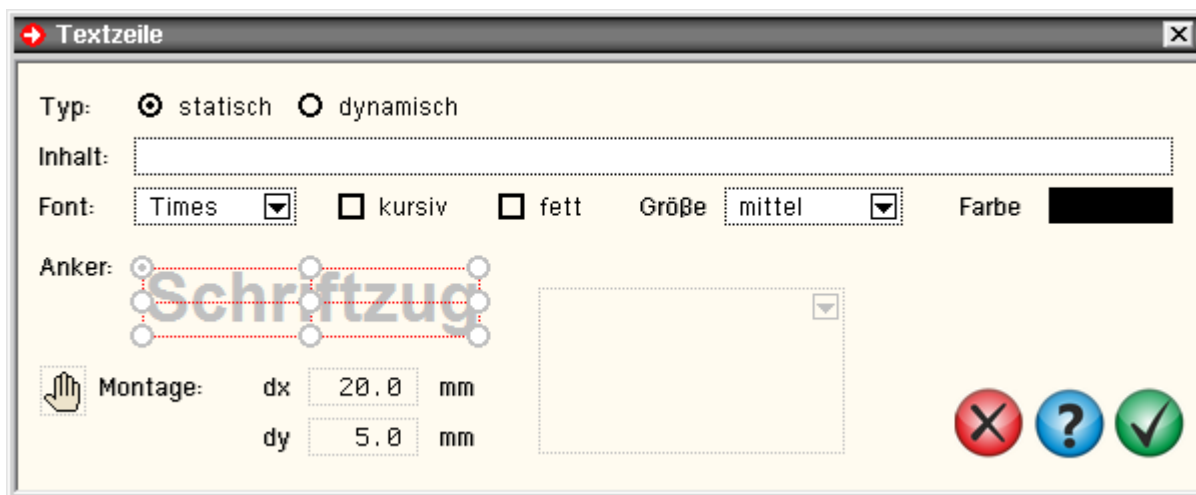 Textzeile
Typ: statisch dynamisch
Inhalt:
Font: Times kursiv fett Größe mittel Farbe
Anker: Schriftzug
Montage: dx 20.0 mm
dy 5.0 mm